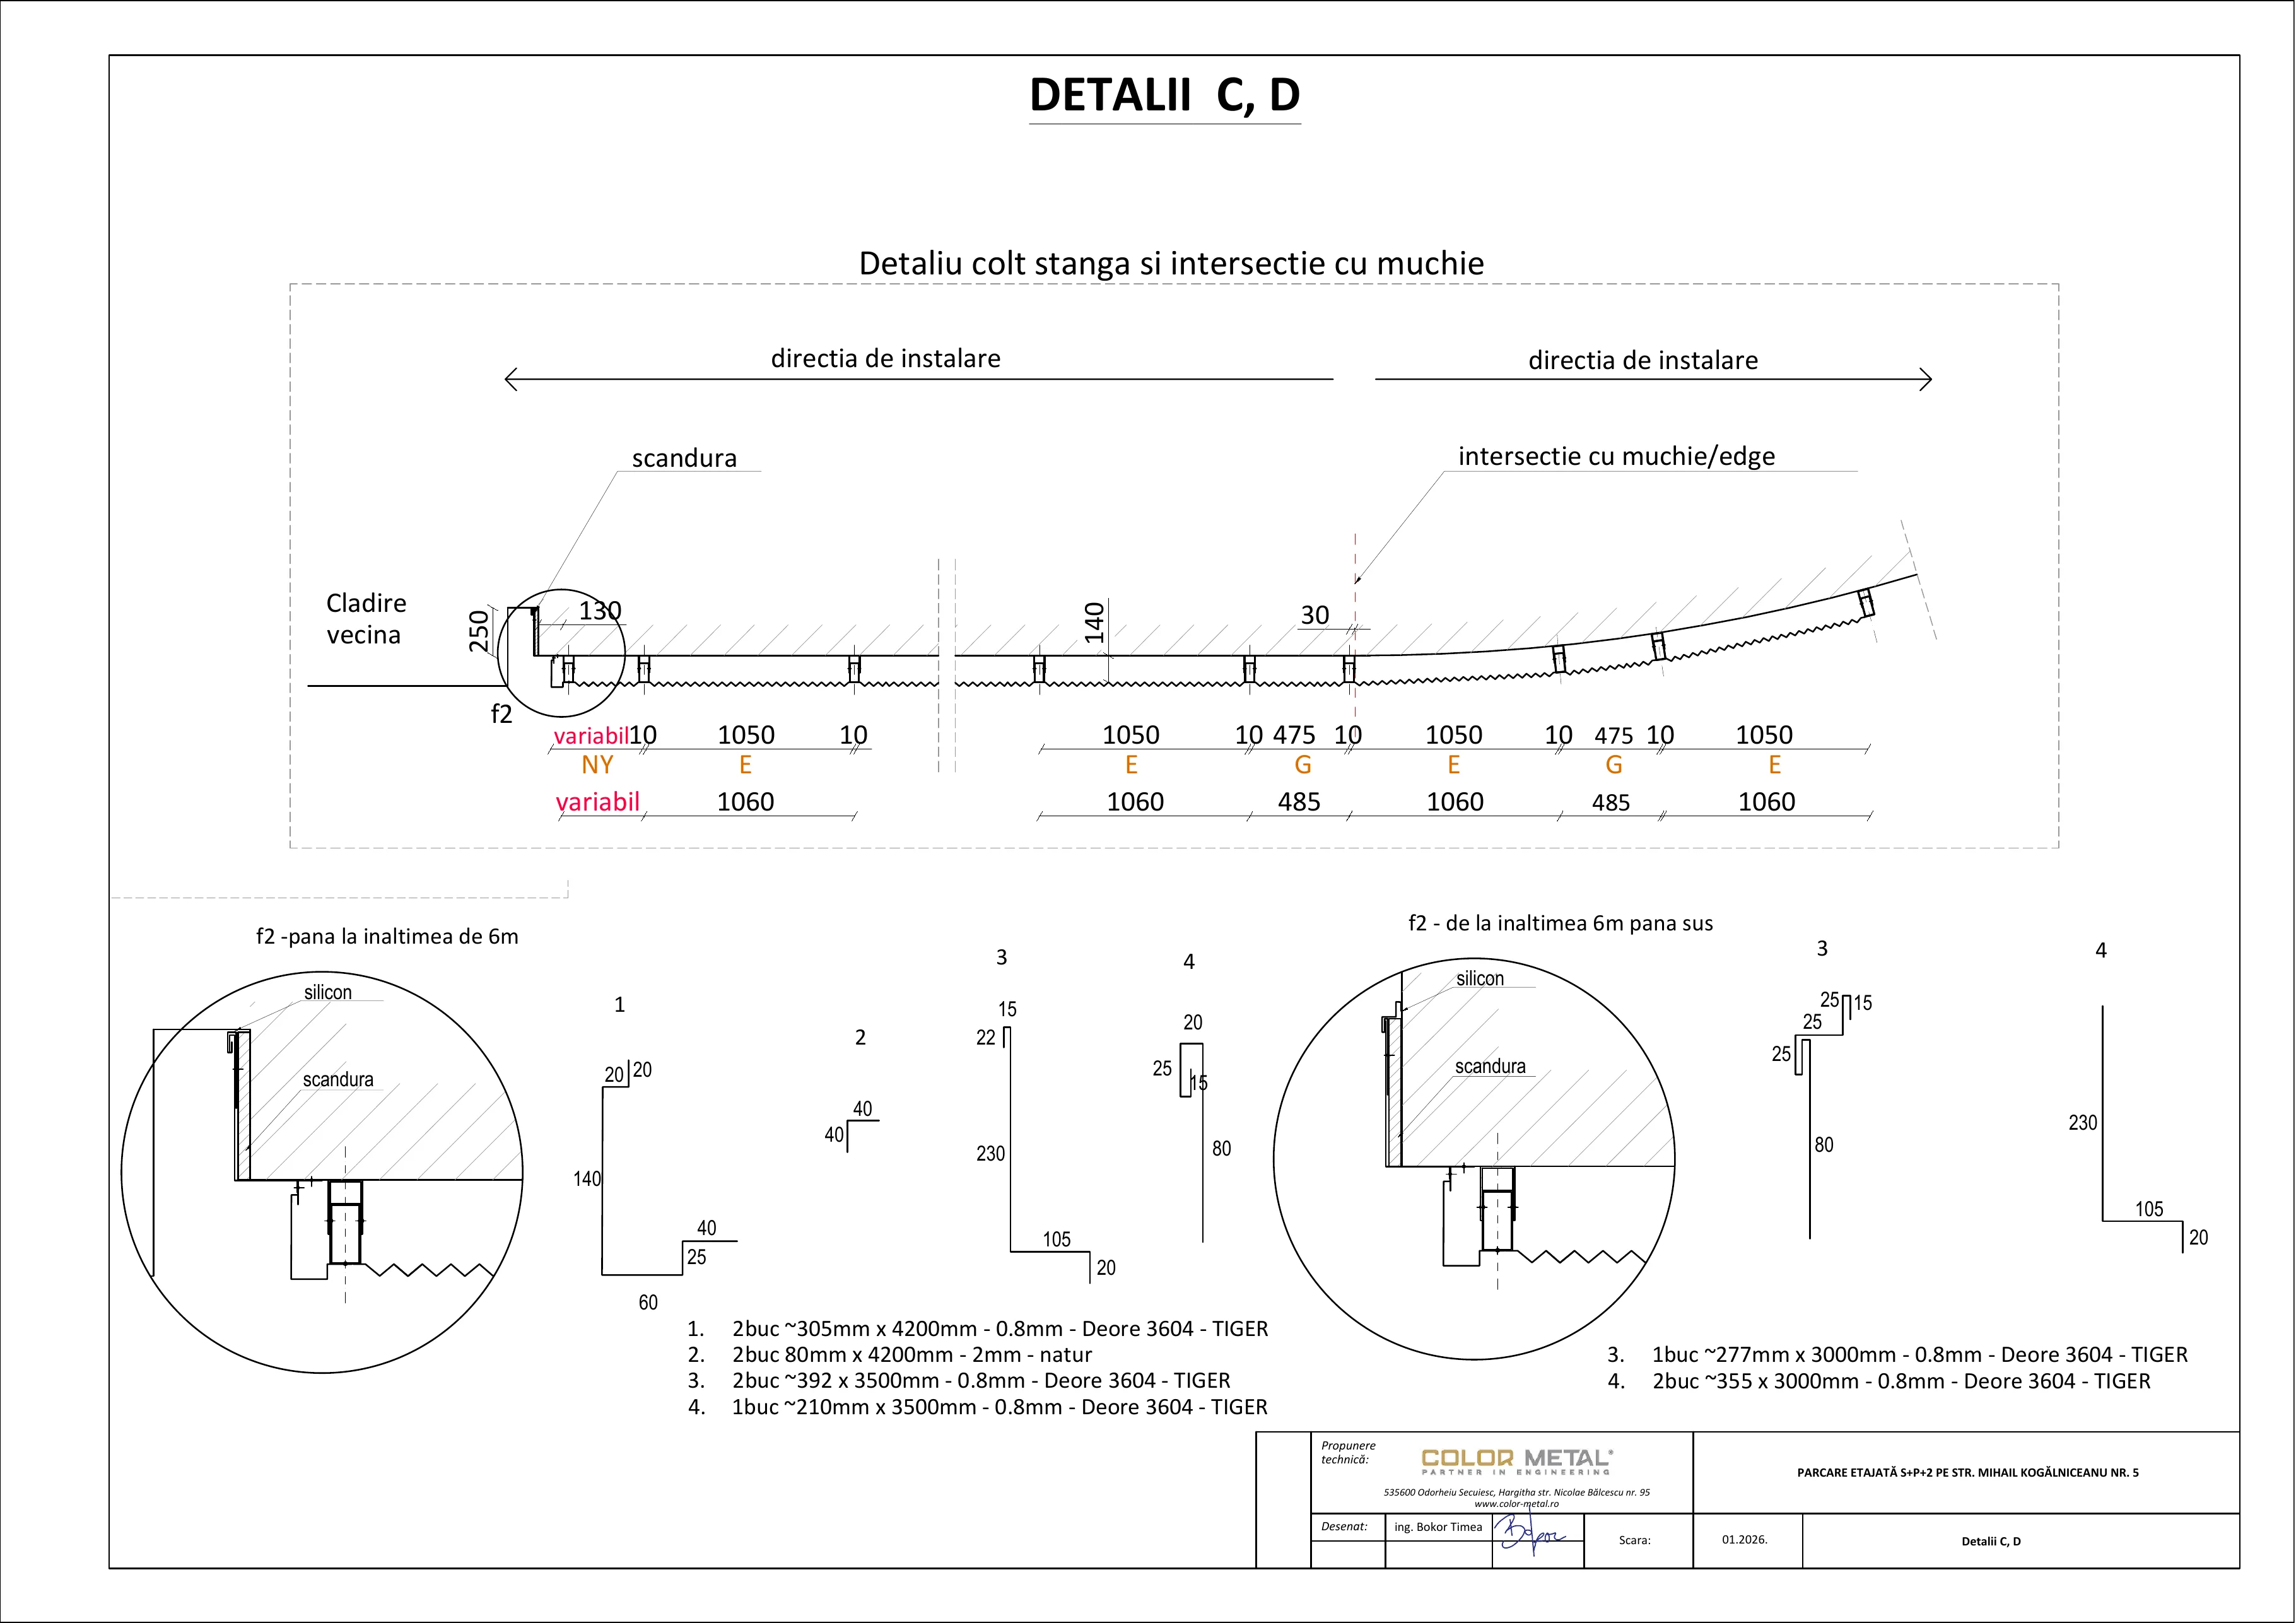 DETALII C, D
Detaliu colt stanga si intersectie cu muchie
directia de instalare
directia de instalare
scandura
intersectie cu muchie/edge
Cladire
vecina
250
130
140
30
f2
variabil 10 1050 10 1050 10 475 10 1050 10 475 10 1050
NY E E G E G E
variabil 1060 1060 485 1060 485 1060
f2 -pana la inaltimea de 6m
silicon
scandura
1
20 20
140
40
25
60
2
40
40
3
15
22
230
105
20
4
20
25
15
80
1. 2buc ~305mm x 4200mm - 0.8mm - Deore 3604 - TIGER
2. 2buc 80mm x 4200mm - 2mm - natur
3. 2buc ~392 x 3500mm - 0.8mm - Deore 3604 - TIGER
4. 1buc ~210mm x 3500mm - 0.8mm - Deore 3604 - TIGER
f2 - de la inaltimea 6m pana sus
silicon
scandura
3
25 15
25
25
80
4
230
105
20
3. 1buc ~277mm x 3000mm - 0.8mm - Deore 3604 - TIGER
4. 2buc ~355 x 3000mm - 0.8mm - Deore 3604 - TIGER
Propunere
technică:
COLOR METAL®
PARTNER IN ENGINEERING
535600 Odorheiu Secuiesc, Hargitha str. Nicolae Bălcescu nr. 95
www.color-metal.ro
PARCARE ETAJATĂ S+P+2 PE STR. MIHAIL KOGĂLNICEANU NR. 5
Desenat: ing. Bokor Timea
Scara:
01.2026.
Detalii C, D